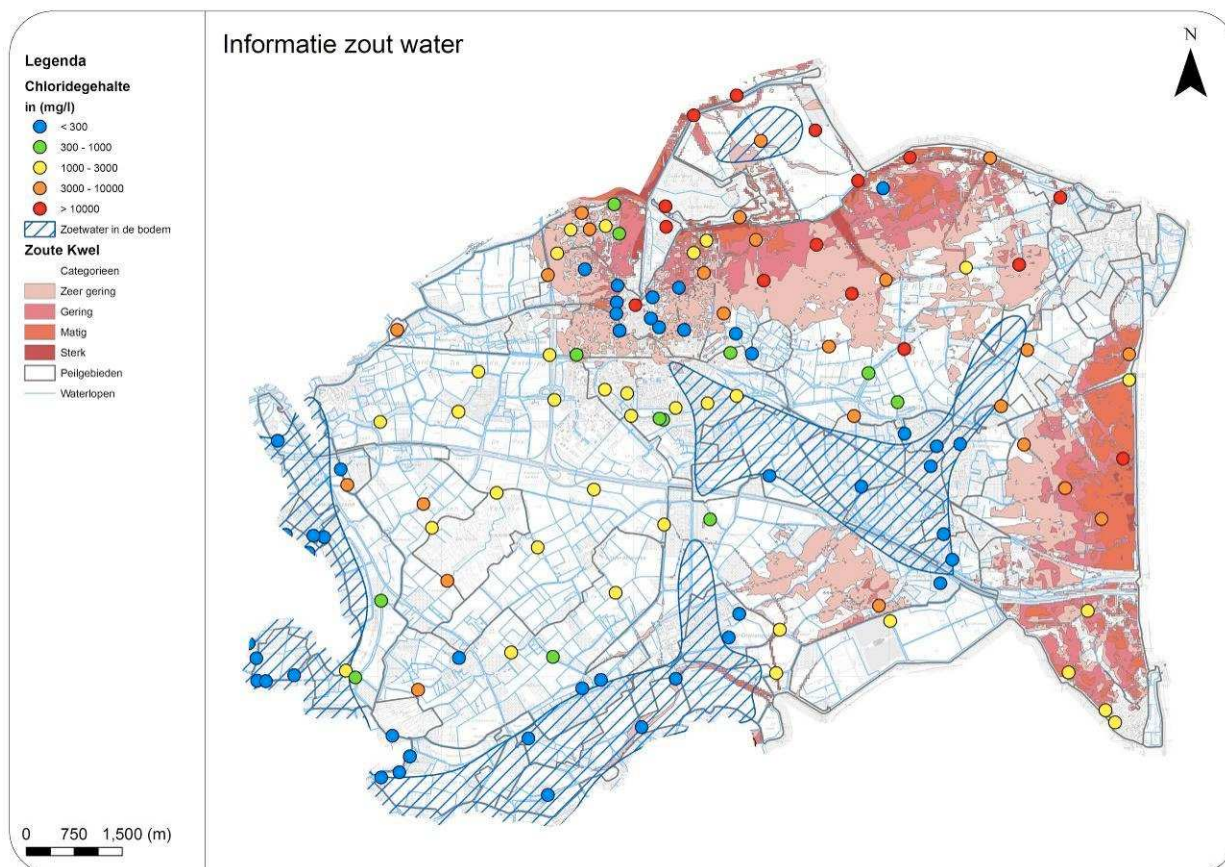 Informatie zout water
N
Legenda
Chloridegehalte
in (mg/l)
< 300
300 - 1000
1000 - 3000
3000 - 10000
> 10000
Zoetwater in de bodem
Zoute Kwel
Categorieen
Zeer gering
Gering
Matig
Sterk
Peilgebieden
Waterlopen
0 750 1,500 (m)